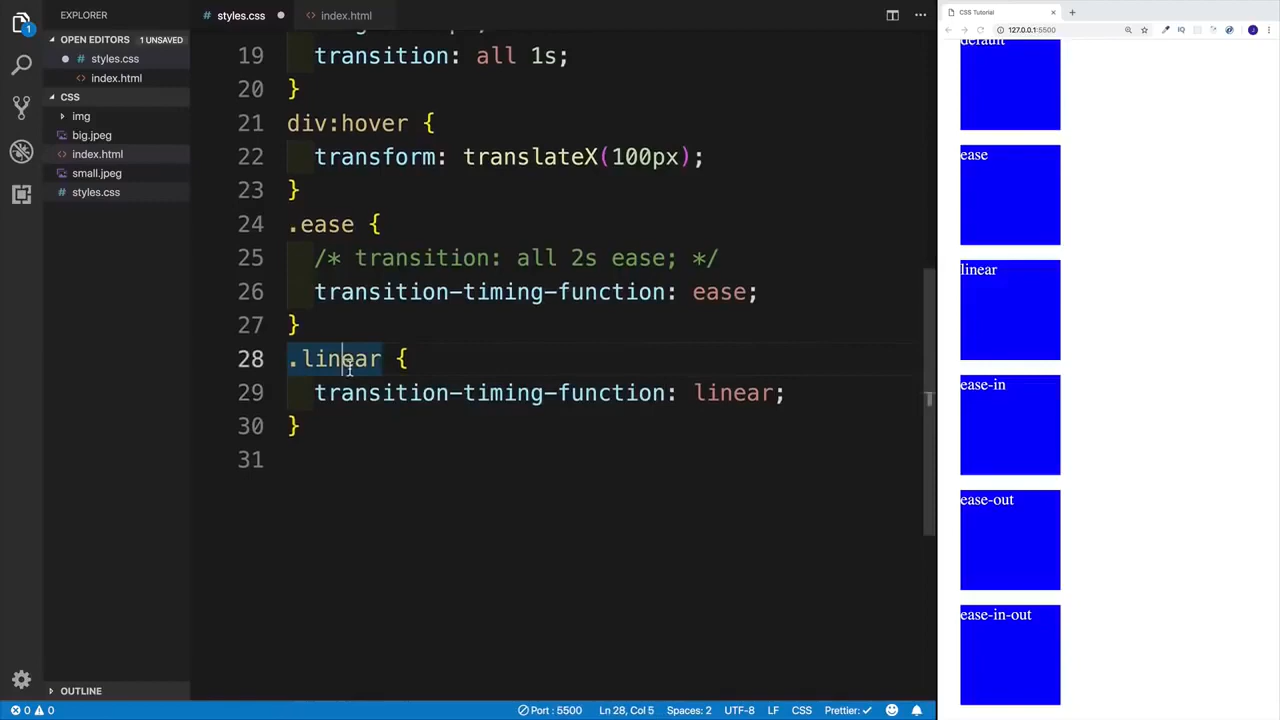 EXPLORER
OPEN EDITORS 1 UNSAVED
styles.css
index.html
CSS
img
big.jpeg
index.html
small.jpeg
styles.css
OUTLINE
styles.css
index.html
19 transition: all 1s;
20 }
21 div:hover {
22 transform: translateX(100px);
23 }
24 .ease {
25 /* transition: all 2s ease; */
26 transition-timing-function: ease;
27 }
28 .linear {
29 transition-timing-function: linear;
30 }
31
0 0
Port : 5500 Ln 28, Col 5 Spaces: 2 UTF-8 LF CSS Prettier: ✓
CSS Tutorial
127.0.0.1:5500
default
ease
linear
ease-in
ease-out
ease-in-out